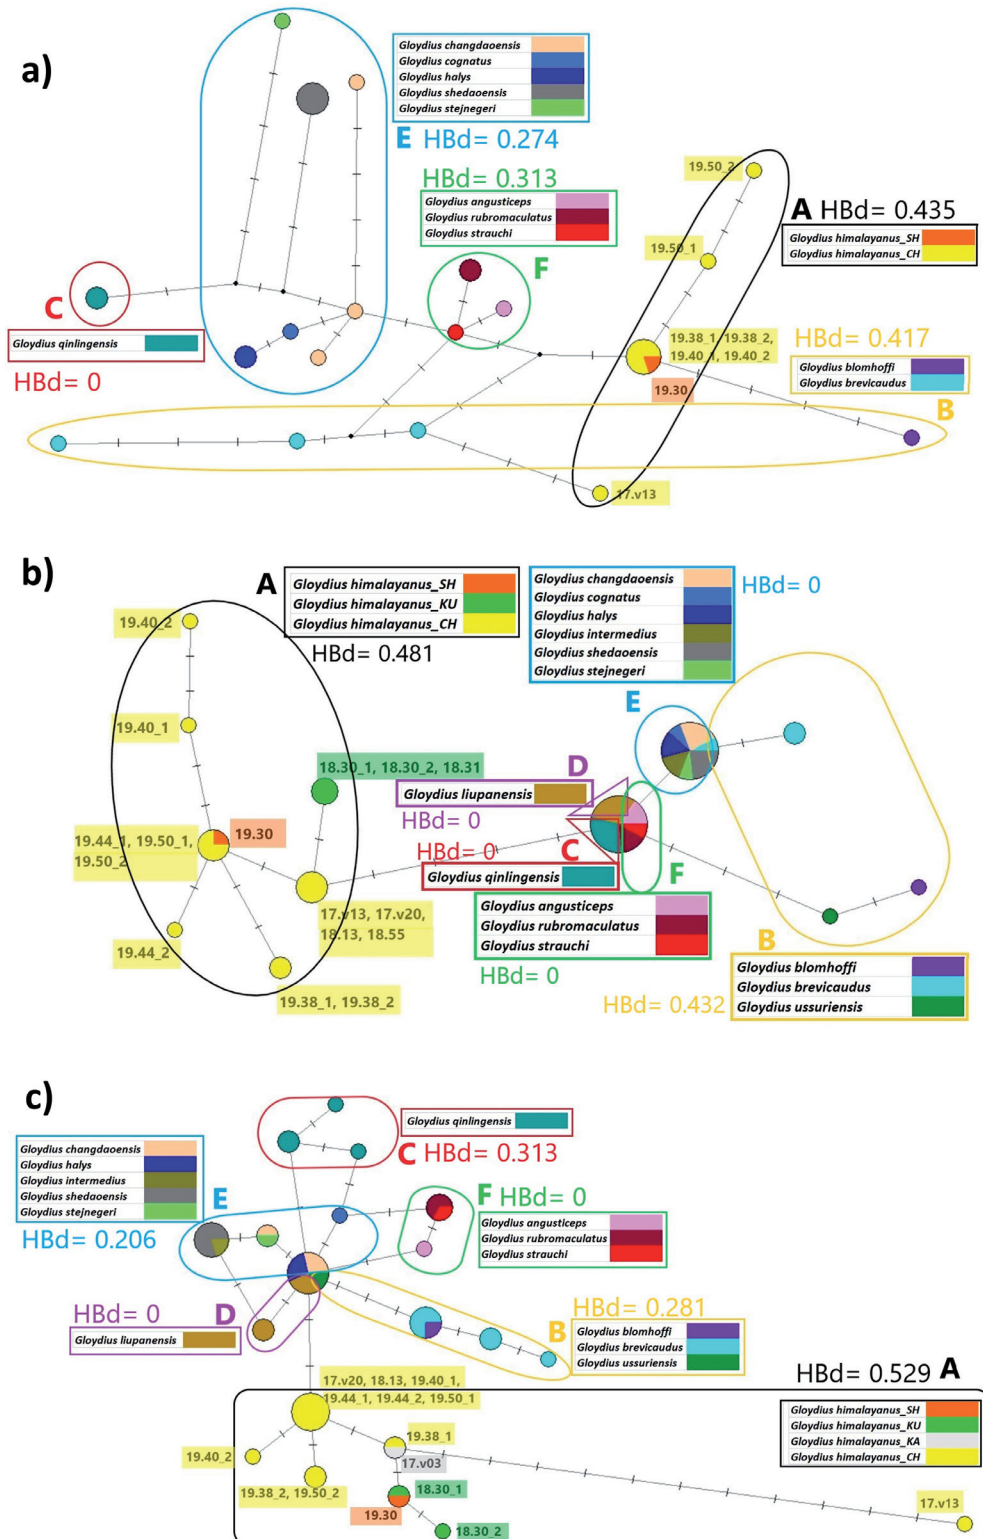 a)
Gloydius changdaoensis
Gloydius cognatus
Gloydius halys
Gloydius shedaoensis
Gloydius stejnegeri
E HBd= 0.274
HBd= 0.313
Gloydius angusticeps
Gloydius rubromaculatus
Gloydius strauchi
F
19.50_2
A HBd= 0.435
Gloydius himalayanus_SH
Gloydius himalayanus_CH
19.50_1
C
Gloydius qinlingensis
HBd= 0
19.38_1, 19.38_2,
19.40_1, 19.40_2
19.30
HBd= 0.417
Gloydius blomhoffi
Gloydius brevicaudus
B
17.v13
b)
A
Gloydius himalayanus_SH
Gloydius himalayanus_KU
Gloydius himalayanus_CH
HBd= 0.481
Gloydius changdaoensis
Gloydius cognatus
Gloydius halys
Gloydius intermedius
Gloydius shedaoensis
Gloydius stejnegeri
HBd= 0
E
19.40_2
19.40_1
18.30_1, 18.30_2, 18.31
D
Gloydius liupanensis
HBd= 0
19.44_1, 19.50_1,
19.50_2
19.30
HBd= 0
C
Gloydius qinlingensis
F
17.v13, 17.v20,
18.13, 18.55
19.44_2
19.38_1, 19.38_2
Gloydius angusticeps
Gloydius rubromaculatus
Gloydius strauchi
HBd= 0
B
HBd= 0.432
Gloydius blomhoffi
Gloydius brevicaudus
Gloydius ussuriensis
c)
Gloydius qinlingensis
C HBd= 0.313
Gloydius changdaoensis
Gloydius halys
Gloydius intermedius
Gloydius shedaoensis
Gloydius stejnegeri
E
HBd= 0.206
F HBd= 0
Gloydius angusticeps
Gloydius rubromaculatus
Gloydius strauchi
HBd= 0
D
Gloydius liupanensis
HBd= 0.281
B
Gloydius blomhoffi
Gloydius brevicaudus
Gloydius ussuriensis
HBd= 0.529 A
Gloydius himalayanus_SH
Gloydius himalayanus_KU
Gloydius himalayanus_KA
Gloydius himalayanus_CH
17.v20, 18.13, 19.40_1,
19.44_1, 19.44_2, 19.50_1
19.38_1
17.v03
19.40_2
19.38_2, 19.50_2
18.30_1
19.30
18.30_2
17.v13